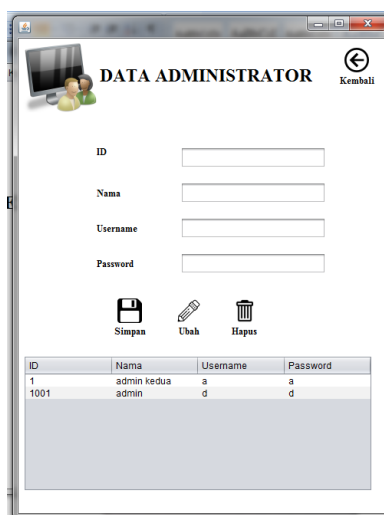 DATA ADMINISTRATOR
Kembali
ID
Nama
Username
Password
Simpan Ubah Hapus
ID Nama Username Password
1 admin kedua a a
1001 admin d d